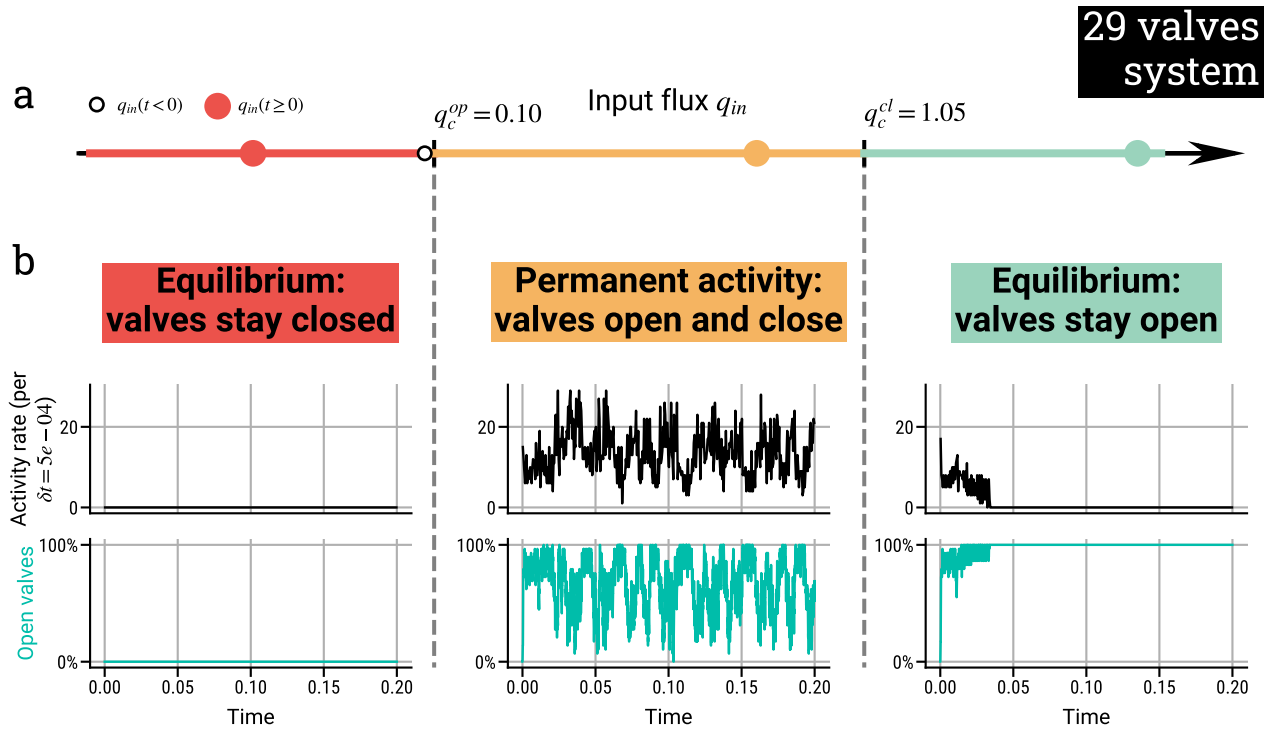 29 valves
system
a
q_in(t<0)
q_in(t≥0)
q_c^op=0.10
Input flux q_in
q_c^cl=1.05
b
Equilibrium:
valves stay closed
Permanent activity:
valves open and close
Equilibrium:
valves stay open
Activity rate (per
δt=5e−04)
20
0
20
0
20
0
Open valves
100%
0%
100%
0%
100%
0%
0.00 0.05 0.10 0.15 0.20
0.00 0.05 0.10 0.15 0.20
0.00 0.05 0.10 0.15 0.20
Time
Time
Time